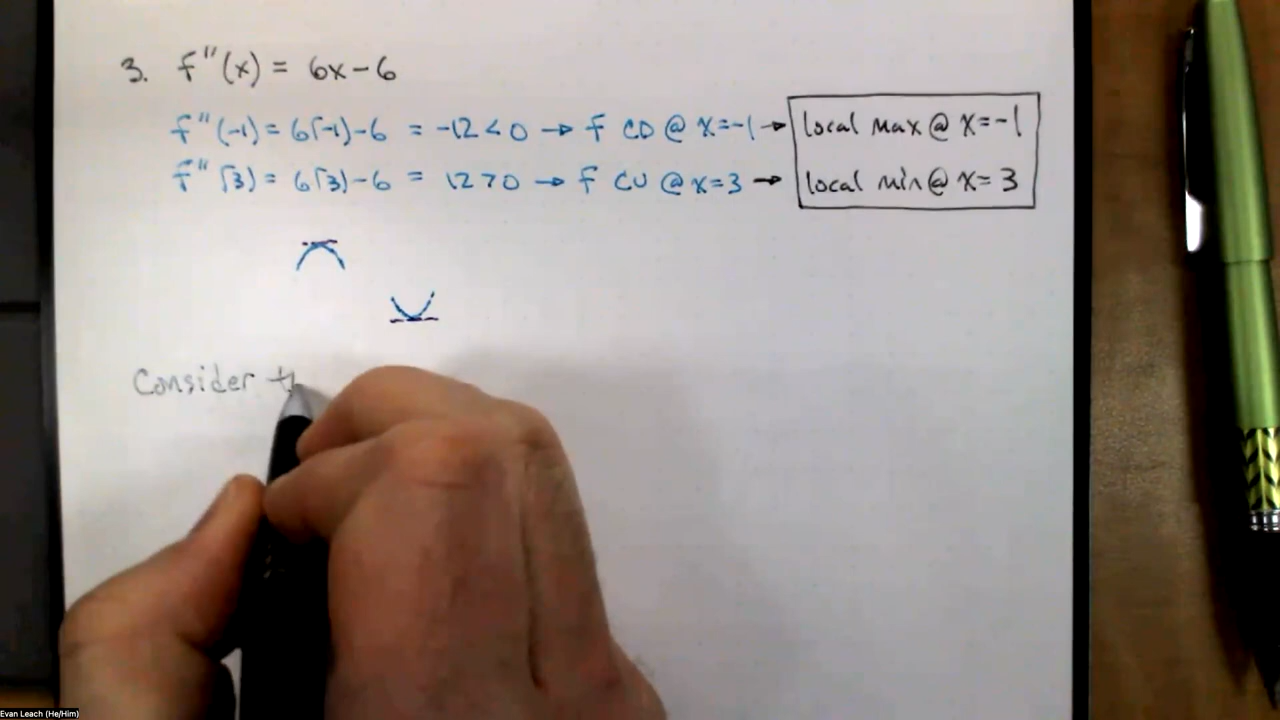 3. f''(x) = 6x-6
f''(-1) = 6(-1)-6 = -12<0 → f CD @ x=-1 → local max @ x=-1
f''(3) = 6(3)-6 = 12>0 → f CU @ x=3 → local min @ x=3
Consider
Evan Leach (He/Him)